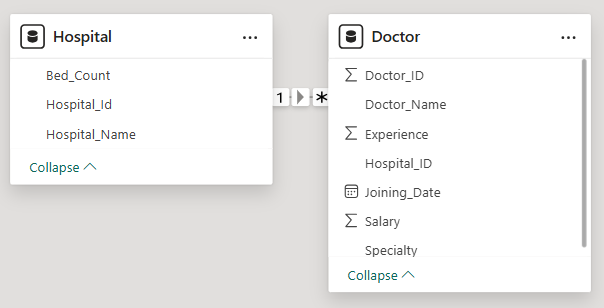 Hospital
Bed_Count
Hospital_Id
Hospital_Name
Collapse
1
*
Doctor
Doctor_ID
Doctor_Name
Experience
Hospital_ID
Joining_Date
Salary
Specialty
Collapse